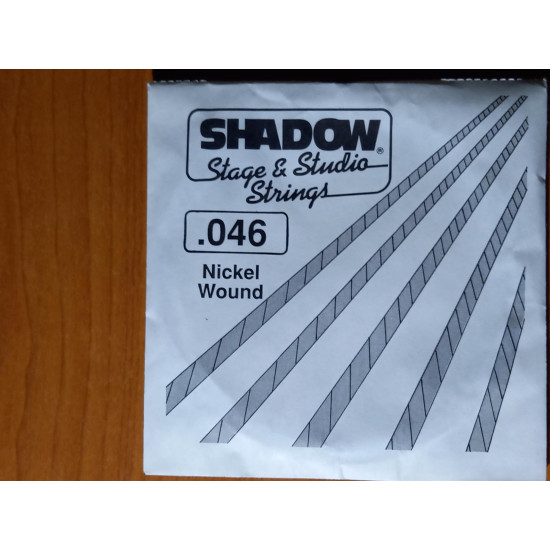 SHADOW®
Stage & Studio
Strings
.046
Nickel
Wound